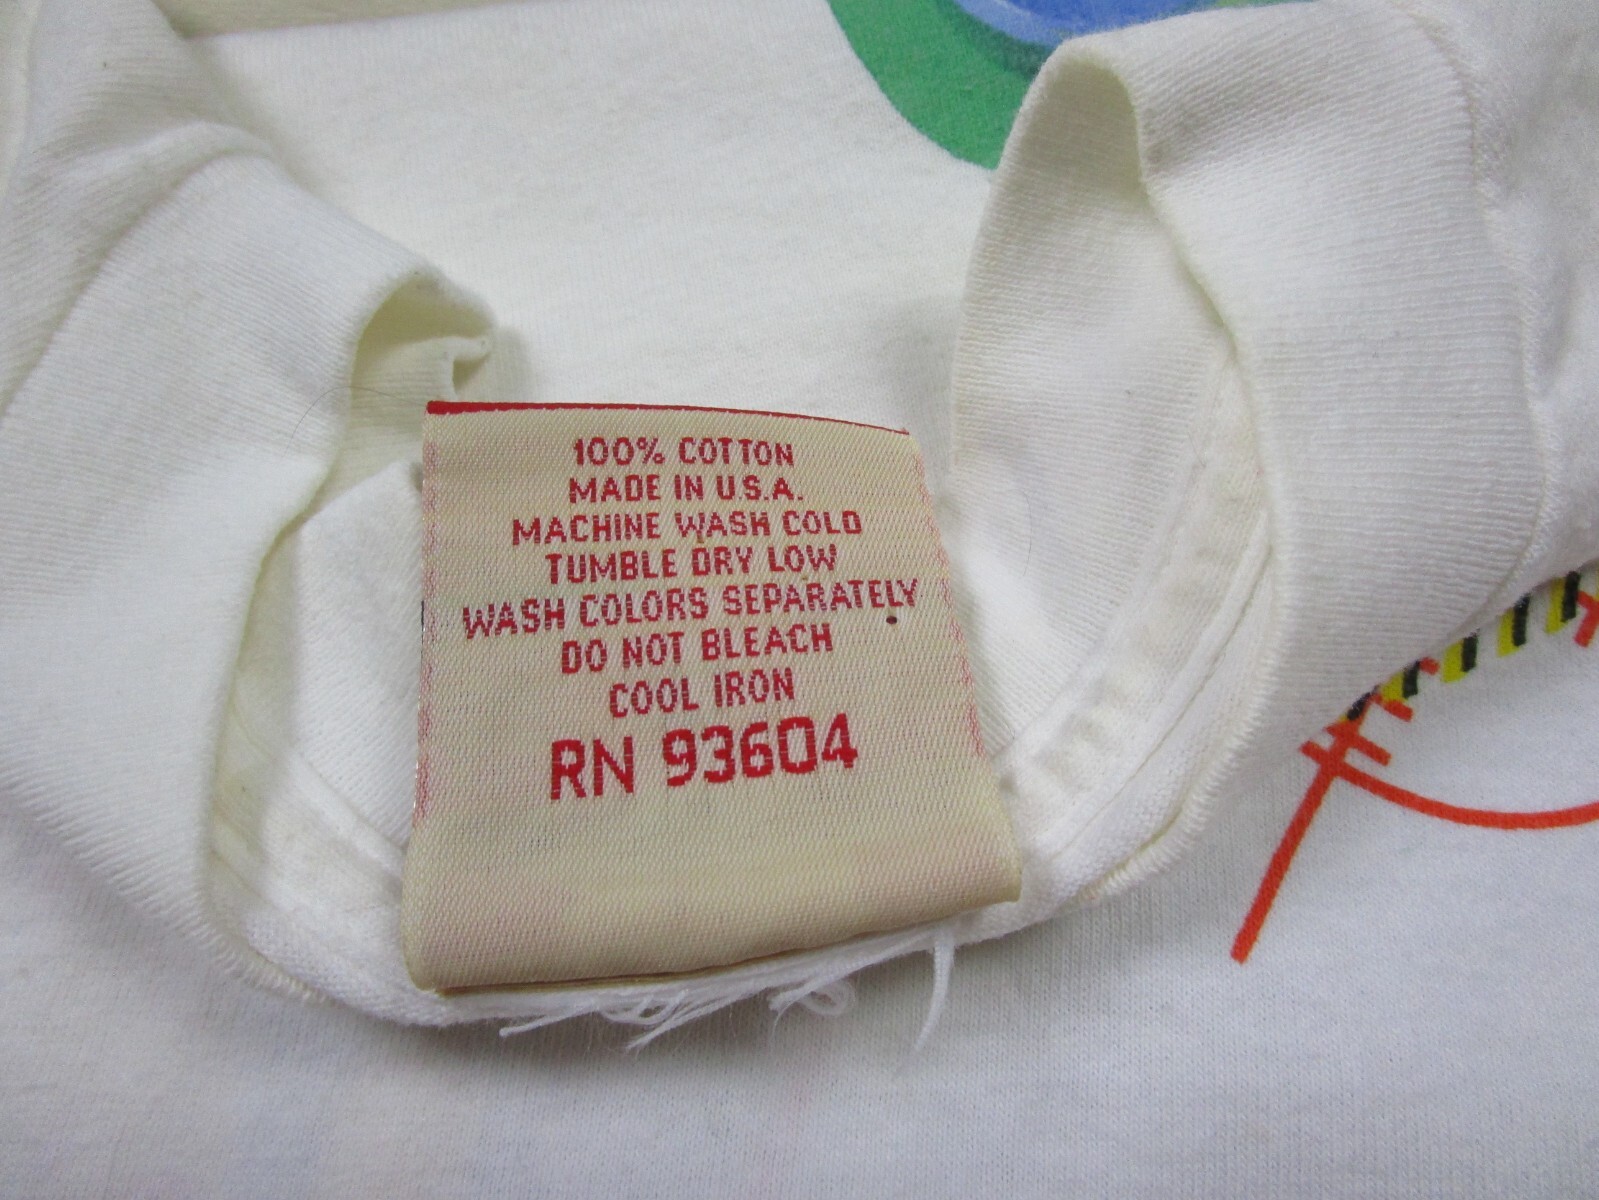 100% COTTON
MADE IN U.S.A.
MACHINE WASH COLD
TUMBLE DRY LOW
WASH COLORS SEPARATELY
DO NOT BLEACH
COOL IRON
RN 93604